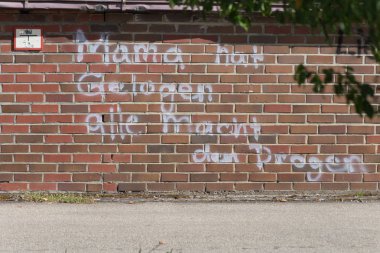 Mama hat
Gelogen
alle Macht
den Drogen